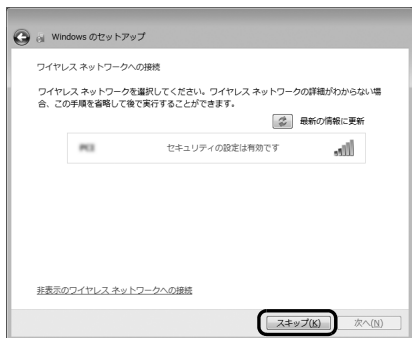 Windows のセットアップ
ワイヤレス ネットワークへの接続
ワイヤレス ネットワークを選択してください。ワイヤレス ネットワークの詳細がわからない場
合、この手順を省略して後で実行することができます。
最新の情報に更新
セキュリティの設定は有効です
非表示のワイヤレス ネットワークへの接続
スキップ(K) 次へ(N)